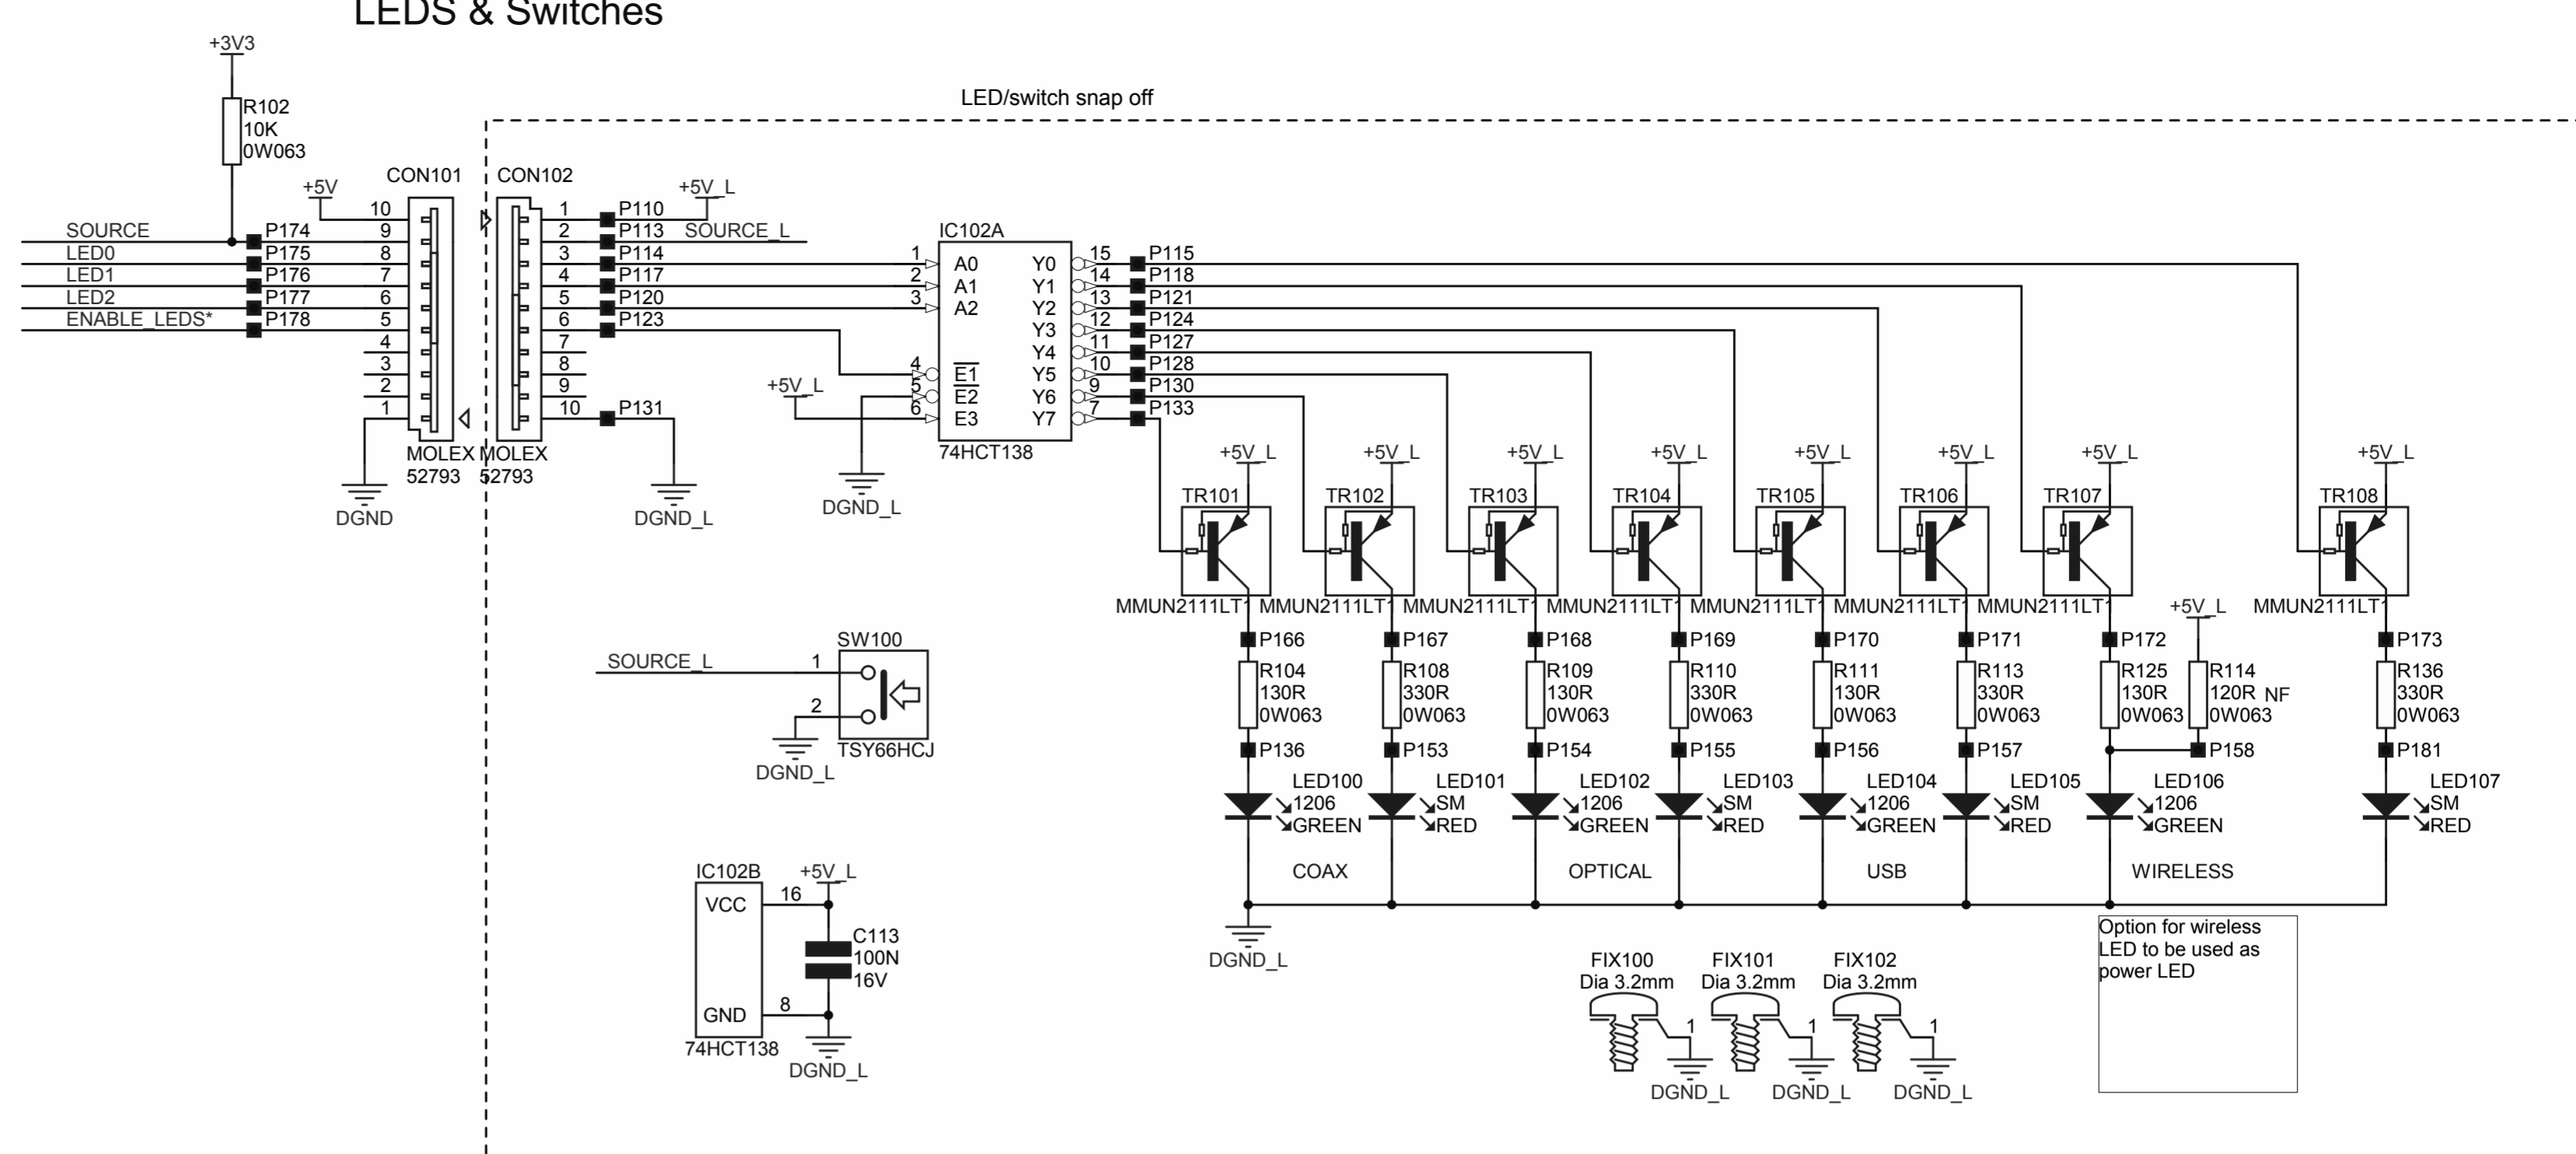 LEDS & Switches
+3V3
R102
10K
0W063
LED/switch snap off
CON101
CON102
+5V
+5V_L
10
9
8
7
6
5
4
3
2
1
SOURCE
LED0
LED1
LED2
ENABLE_LEDS*
P174
P175
P176
P177
P178
MOLEX
52793
DGND
1
2
3
4
5
6
7
8
9
10
P110
P113
P114
P117
P120
P123
P131
SOURCE_L
MOLEX
52793
DGND_L
IC102A
1
2
3
4
5
6
A0
A1
A2
E1
E2
E3
Y0
Y1
Y2
Y3
Y4
Y5
Y6
Y7
15
14
13
12
11
10
9
7
P115
P118
P121
P124
P127
P128
P130
P133
74HCT138
+5V_L
DGND_L
+5V_L +5V_L +5V_L +5V_L +5V_L +5V_L +5V_L +5V_L
TR101 TR102 TR103 TR104 TR105 TR106 TR107 TR108
MMUN2111LT1 MMUN2111LT1 MMUN2111LT1 MMUN2111LT1 MMUN2111LT1 MMUN2111LT1 MMUN2111LT1 +5V_L MMUN2111LT1
P166 P167 P168 P169 P170 P171 P172 P173
R104 R108 R109 R110 R111 R113 R125 R114 R136
130R 330R 130R 330R 130R 330R 130R 120R NF 330R
0W063 0W063 0W063 0W063 0W063 0W063 0W063 0W063 0W063
P136 P153 P154 P155 P156 P157 P158 P181
LED100 LED101 LED102 LED103 LED104 LED105 LED106 LED107
1206 SM 1206 SM 1206 SM 1206 SM
GREEN RED GREEN RED GREEN RED GREEN RED
COAX OPTICAL USB WIRELESS
DGND_L
SW100
SOURCE_L
1
2
TSY66HCJ
DGND_L
IC102B
+5V_L
VCC
16
C113
100N
16V
GND
8
74HCT138
DGND_L
FIX100 FIX101 FIX102
Dia 3.2mm Dia 3.2mm Dia 3.2mm
1 1 1
DGND_L DGND_L DGND_L
Option for wireless
LED to be used as
power LED